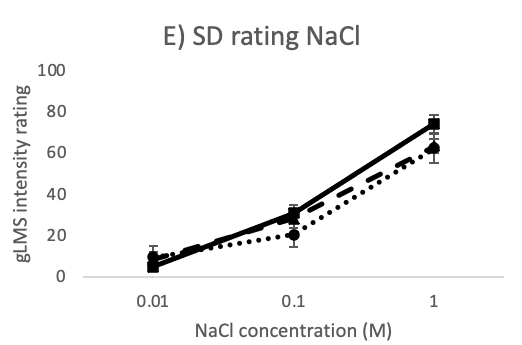 E) SD rating NaCl
gLMS intensity rating
100
80
60
40
20
0
0.01 0.1 1
NaCl concentration (M)